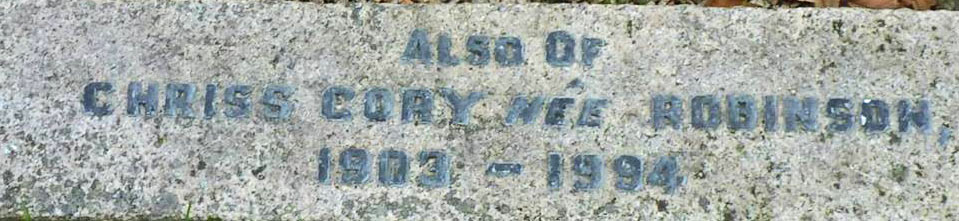 ALSO OF
CHRISS CORY NÉE ROBINSON,
1903 - 1994.